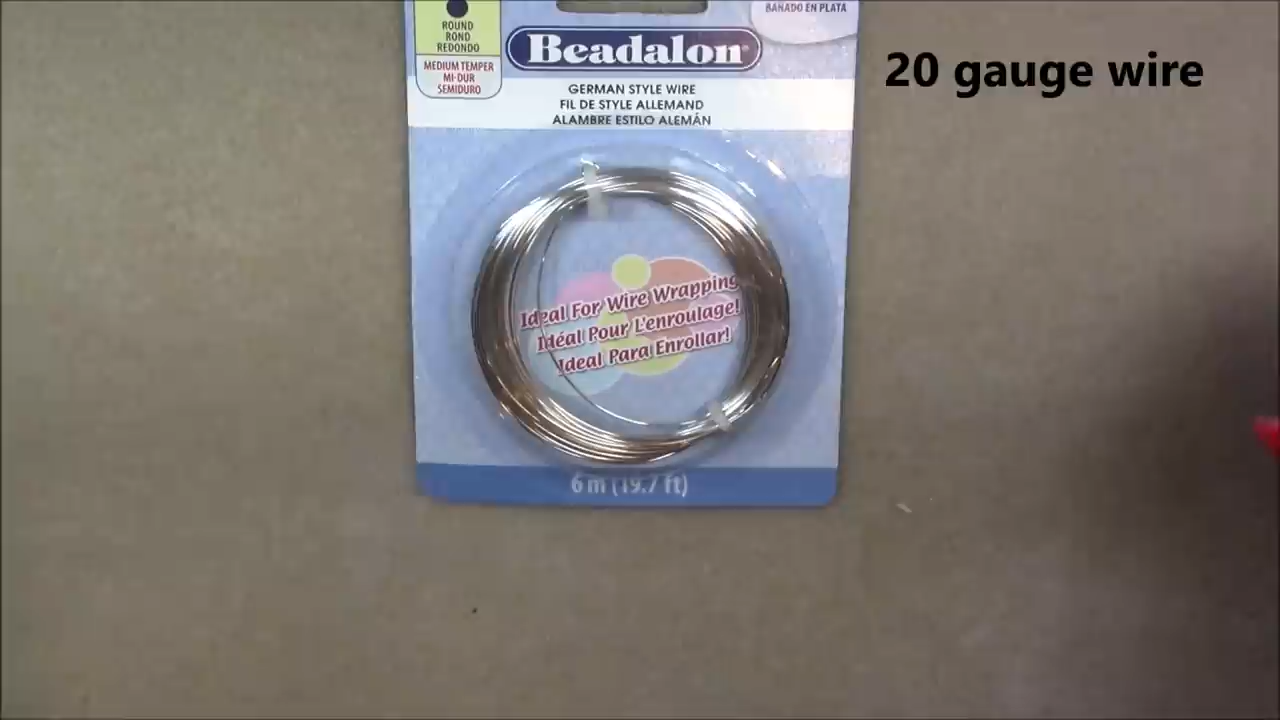 ROUND
ROND
REDONDO
MEDIUM TEMPER
MI-DUR
SEMIDURO
Beadalon®
GERMAN STYLE WIRE
FIL DE STYLE ALLEMAND
ALAMBRE ESTILO ALEMÁN
BAÑADO EN PLATA
20 gauge wire
Ideal For Wire Wrapping
Idéal Pour L'enroulage!
Ideal Para Enrollar!
6 m (19.7 ft)